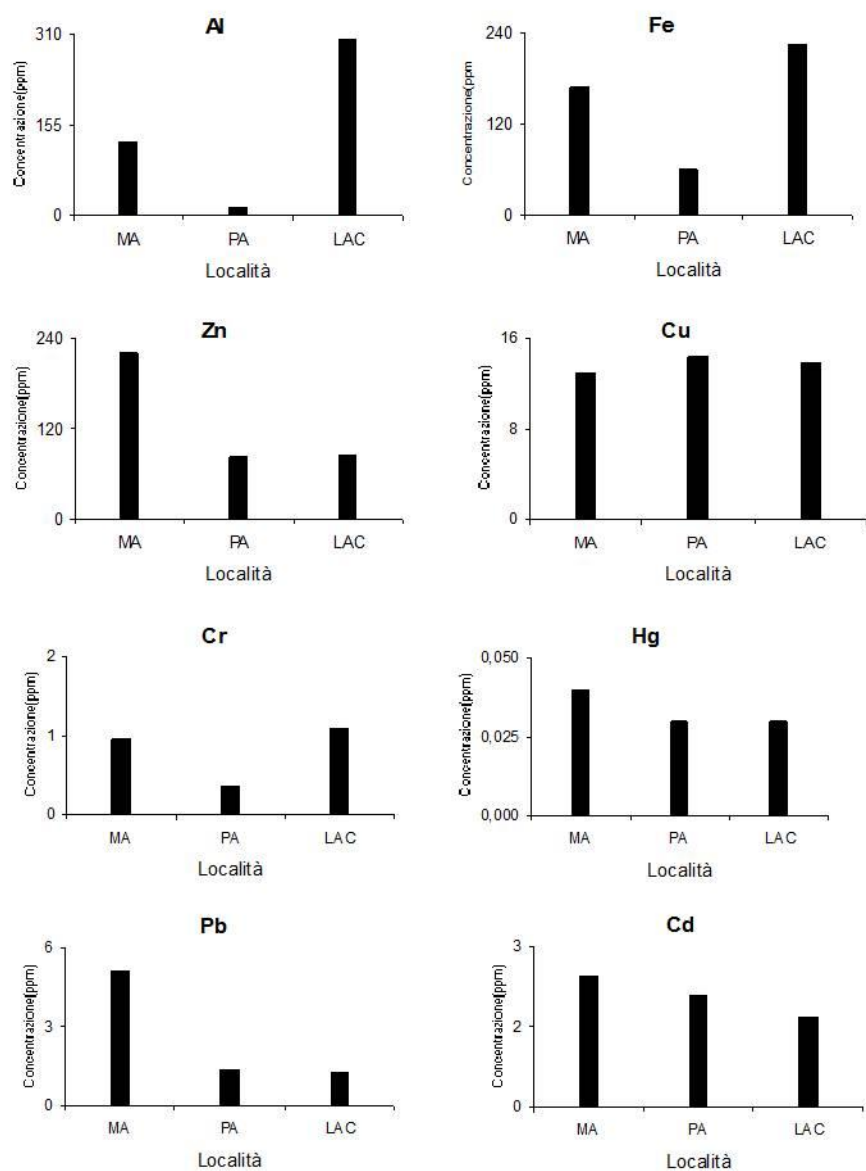 Al
Concentrazione(ppm)
310
155
0
MA PA LAC
Località
Fe
Concentrazione(ppm
240
120
0
MA PA LAC
Località
Zn
Concentrazione(ppm)
240
120
0
MA PA LAC
Località
Cu
Concentrazione(ppm)
16
8
0
MA PA LAC
Località
Cr
Concentrazione(ppm)
2
1
0
MA PA LAC
Località
Hg
Concentrazione(ppm)
0,050
0,025
0,000
MA PA LAC
Località
Pb
Concentrazione(ppm)
6
3
0
MA PA LAC
Località
Cd
Concentrazione(ppm)
3
2
0
MA PA LAC
Località